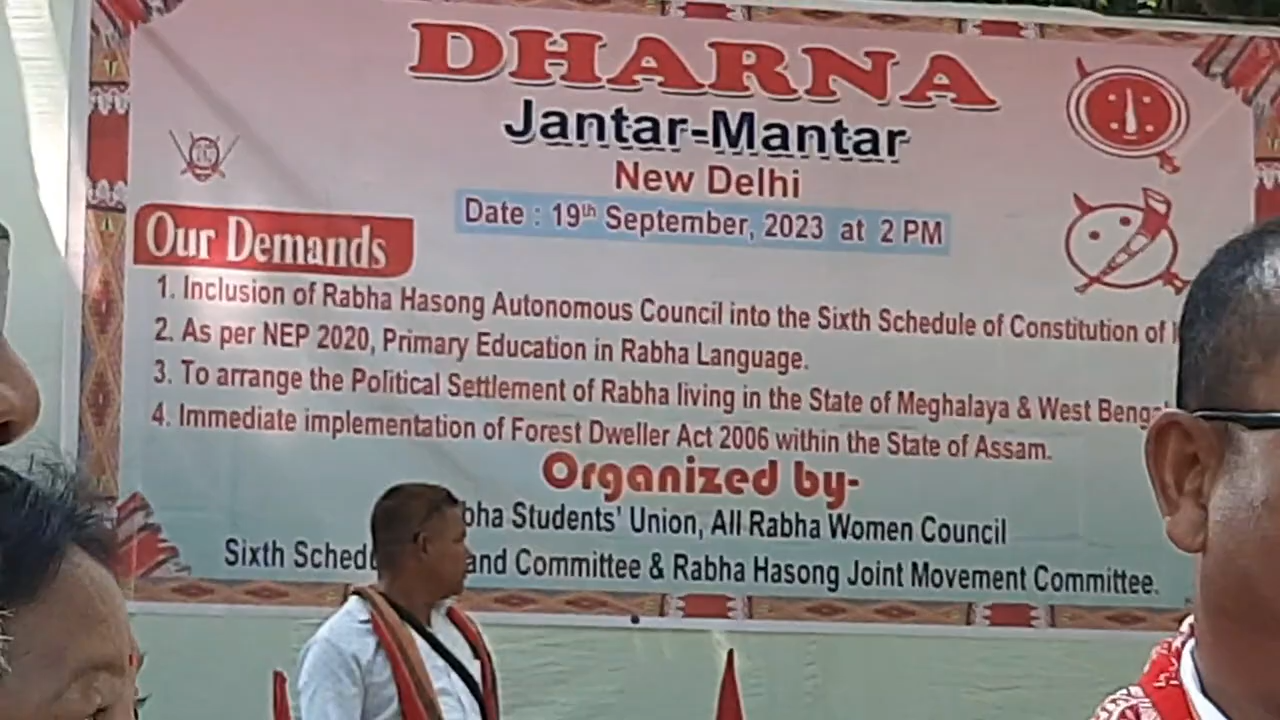 DHARNA
Jantar-Mantar
New Delhi
Date : 19th September, 2023 at 2 PM
Our Demands
1. Inclusion of Rabha Hasong Autonomous Council into the Sixth Schedule of Constitution of
2. As per NEP 2020, Primary Education in Rabha Language.
3. To arrange the Political Settlement of Rabha living in the State of Meghalaya & West
4. Immediate implementation of Forest Dweller Act 2006 within the State of Assam.
Organized by-
Students' Union, All Rabha Women Council
Sixth and Committee & Rabha Hasong Joint Movement Committee.